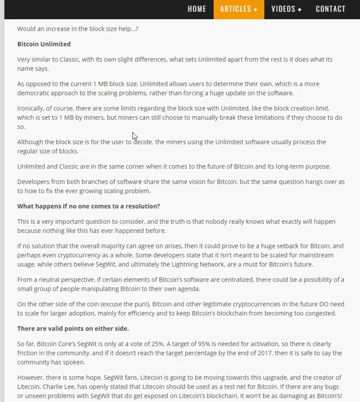 HOME ARTICLES + VIDEOS + CONTACT
Would an increase in the block size help...?
Bitcoin Unlimited
Very similar to Classic, with its own slight differences, what sets Unlimited apart from the rest is it does what its
name says.
As opposed to the current 1 MB block size, Unlimited allows users to determine their own, which is a more
democratic approach to the scaling problems, rather than forcing a huge update on the software.
Ironically, of course, there are some limits regarding the block size with Unlimited, like the block creation limit,
which is set to 1 MB by miners, but miners can still choose to manually break these limitations if they choose to do
so.
Although the block size is for the user to decide, the miners using the Unlimited software usually process the
regular size of blocks.
Unlimited and Classic are in the same corner when it comes to the future of Bitcoin and its long-term purpose.
Developers from both branches of software share the same vision for Bitcoin, but the same question hangs over as
to how to fix the ever growing scaling problem.
What happens if no one comes to a resolution?
This is a very important question to consider, and the truth is that nobody really knows what exactly will happen
because nothing like this has ever happened before.
If no solution that the overall majority can agree on arises, then it could prove to be a huge setback for Bitcoin, and
perhaps even cryptocurrency as a whole. Some developers state that it isn't meant to be scaled for mainstream
usage, while others believe SegWit, and ultimately the Lightning Network, are a must for Bitcoin's future.
From a neutral perspective, if certain elements of Bitcoin's software are centralized, there could be a possibility of a
small group of people manipulating Bitcoin to their own agenda.
On the other side of the coin (excuse the pun!), Bitcoin and other legitimate cryptocurrencies in the future DO need
to scale for larger adoption, mainly for efficiency and to keep Bitcoin's blockchain from becoming too congested.
There are valid points on either side.
So far, Bitcoin Core's SegWit is only at a vote of 25%. A target of 95% is needed for activation, so there is clearly
friction in the community, and if it doesn't reach the target percentage by the end of 2017, then it is safe to say the
community has spoken.
However, there is some hope, SegWit fans. Litecoin is going to be moving towards this upgrade, and the creator of
Litecoin, Charlie Lee, has openly stated that Litecoin should be used as a test net for Bitcoin. If there are any bugs
or unseen problems with SegWit that do get exposed on Litecoin's blockchain, it won't be as damaging as Bitcoin's!